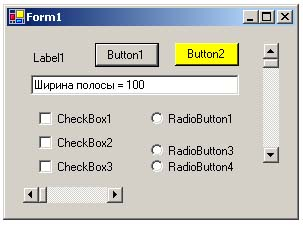 Form1
Label1 Button1 Button2
Ширина полосы = 100
CheckBox1 RadioButton1
CheckBox2
RadioButton3
CheckBox3 RadioButton4